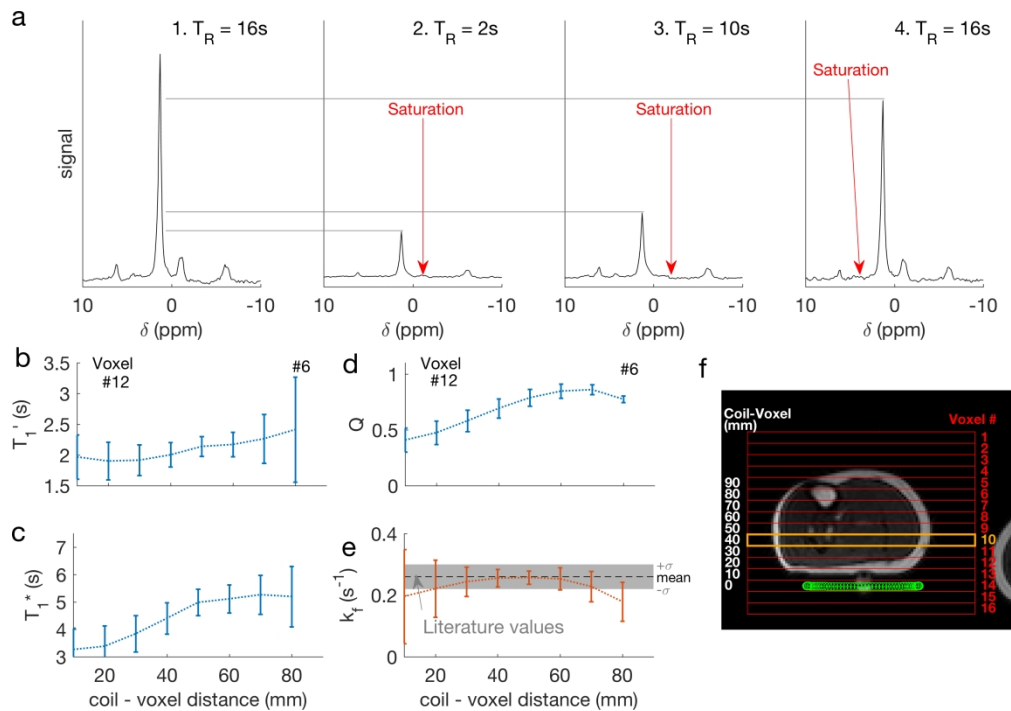 a
1. T_R = 16s
2. T_R = 2s
3. T_R = 10s
4. T_R = 16s
Saturation
Saturation
Saturation
signal
10
0
-10
10
0
-10
10
0
-10
10
0
-10
δ (ppm)
δ (ppm)
δ (ppm)
δ (ppm)
b
Voxel
#12
#6
3.5
3
2.5
2
1.5
T_1' (s)
c
7
6
5
4
3
T_1^* (s)
20
40
60
80
coil - voxel distance (mm)
d
Voxel
#12
#6
1
0.5
0
Q
e
0.4
0.2
0
k_f (s^-1)
+σ
mean
-σ
Literature values
20
40
60
80
coil - voxel distance (mm)
f
Coil-Voxel
(mm)
Voxel #
90
80
70
60
50
40
30
20
10
0
1
2
3
4
5
6
7
8
9
10
11
12
13
14
15
16